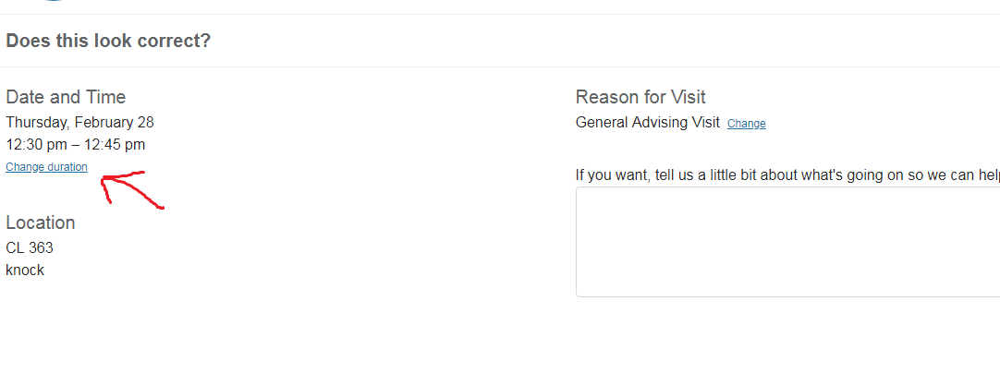 Does this look correct?
Date and Time
Thursday, February 28
12:30 pm – 12:45 pm
Change duration
Location
CL 363
knock
Reason for Visit
General Advising Visit Change
If you want, tell us a little bit about what's going on so we can